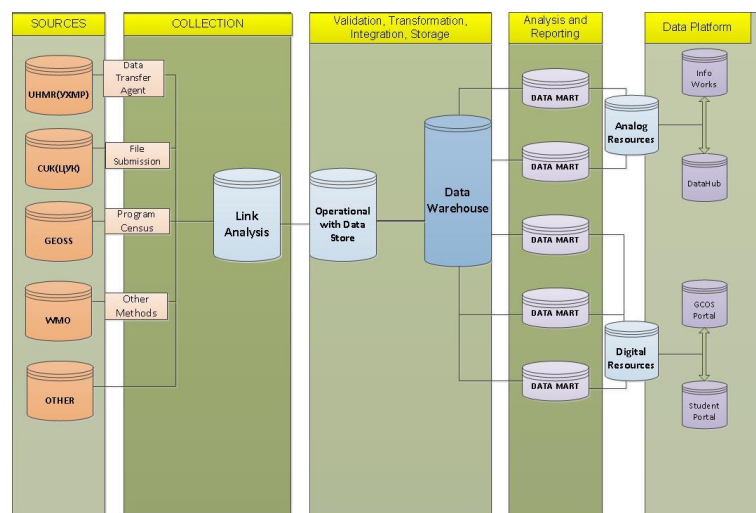 SOURCES
COLLECTION
Validation, Transformation,
Integration, Storage
Analysis and
Reporting
Data Platform
UHMR(УХМР)
CUK(ЦУК)
GEOSS
WMO
OTHER
Data
Transfer
Agent
File
Submission
Program
Census
Other
Methods
Link
Analysis
Operational
with Data
Store
Data
Warehouse
DATA MART
DATA MART
DATA MART
DATA MART
DATA MART
Analog
Resources
Digital
Resources
Info
Works
DataHub
GCOS
Portal
Student
Portal